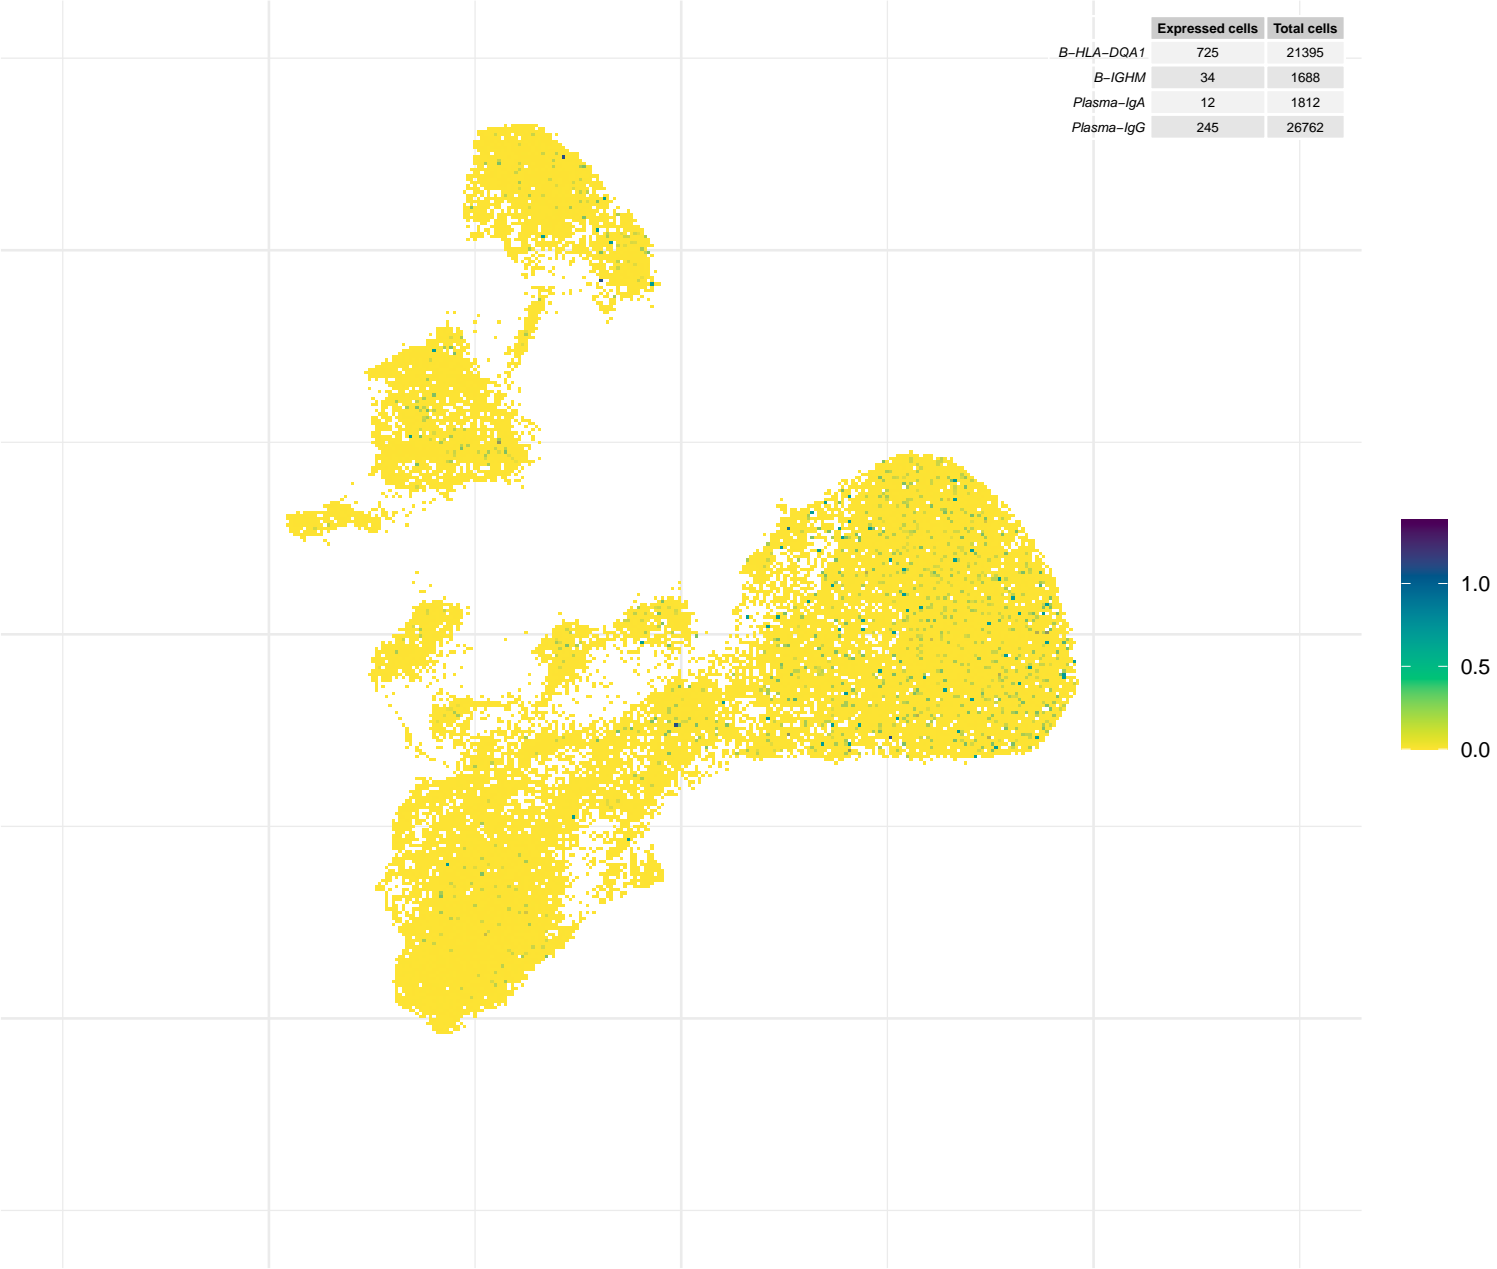 Expressed cells Total cells
B−HLA−DQA1 725 21395
B−IGHM 34 1688
Plasma−IgA 12 1812
Plasma−IgG 245 26762
1.0
0.5
0.0